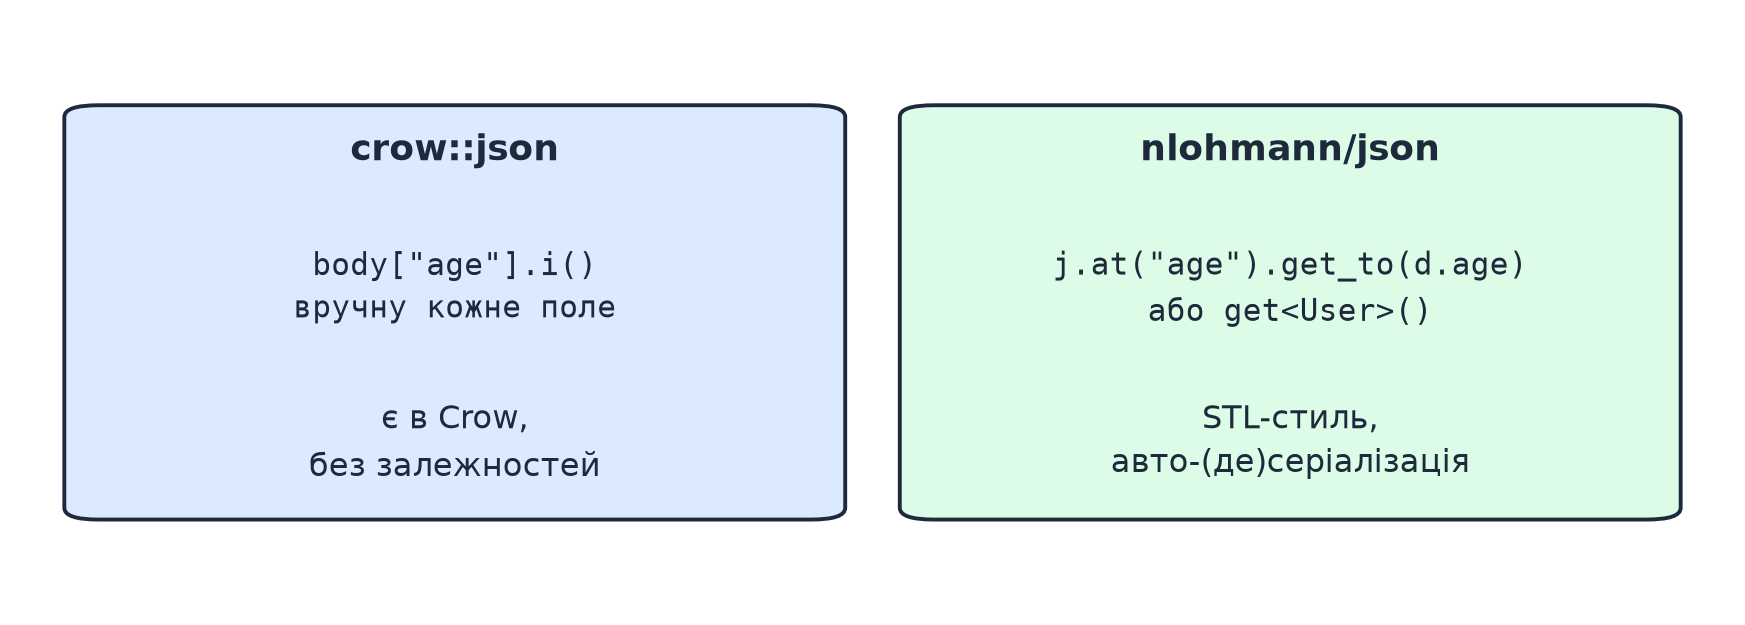 crow::json
body["age"].i()
вручну кожне поле
є в Crow,
без залежностей
nlohmann/json
j.at("age").get_to(d.age)
або get<User>()
STL-стиль,
авто-(де)серіалізація